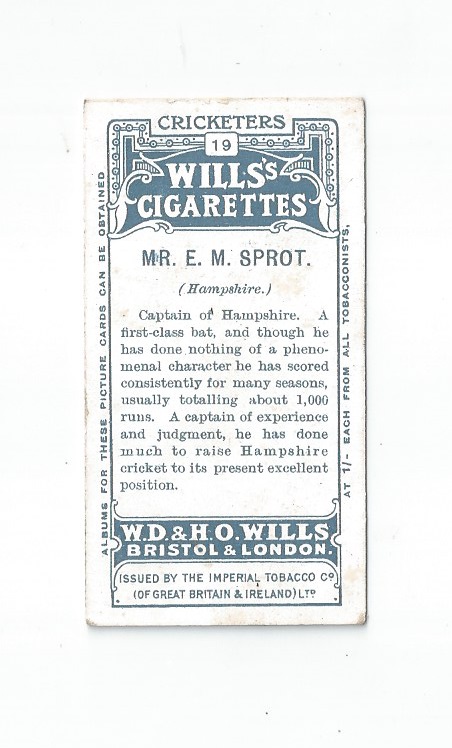 CRICKETERS
19
WILLS'S
CIGARETTES
MR. E. M. SPROT.
(Hampshire.)
Captain of Hampshire. A
first-class bat, and though he
has done nothing of a pheno-
menal character he has scored
consistently for many seasons,
usually totalling about 1,000
runs. A captain of experience
and judgment, he has done
much to raise Hampshire
cricket to its present excellent
position.
W.D. & H.O. WILLS
BRISTOL & LONDON.
ISSUED BY THE IMPERIAL TOBACCO Co
(OF GREAT BRITAIN & IRELAND) LTD
ALBUMS FOR THESE PICTURE CARDS CAN BE OBTAINED
AT 1/- EACH FROM ALL TOBACCONISTS.